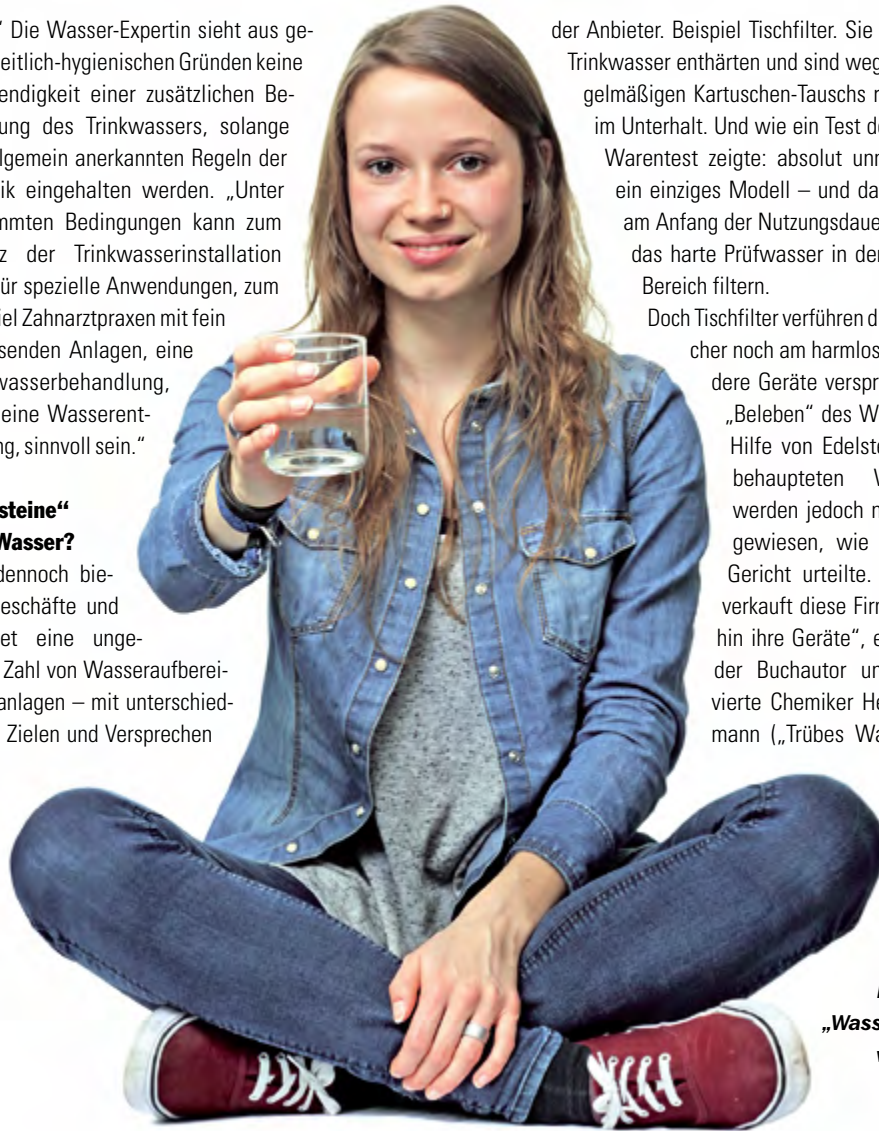 “ Die Wasser-Expertin sieht aus ge-
eitlich-hygienischen Gründen keine
endigkeit einer zusätzlichen Be-
ung des Trinkwassers, solange
lgemein anerkannten Regeln der
ik eingehalten werden. „Unter
mmten Bedingungen kann zum
z der Trinkwasserinstallation
für spezielle Anwendungen, zum
iel Zahnarztpraxen mit fein
senden Anlagen, eine
wasserbehandlung,
eine Wasserent-
ng, sinnvoll sein.“
steine“
Wasser?
dennoch bie-
eschäfte und
et eine unge-
Zahl von Wasseraufberei-
anlagen – mit unterschied-
Zielen und Versprechen
der Anbieter. Beispiel Tischfilter. Sie
Trinkwasser enthärten und sind weg
gelmäßigen Kartuschen-Tauschs
im Unterhalt. Und wie ein Test de
Warentest zeigte: absolut unn
ein einziges Modell – und da
am Anfang der Nutzungsdaue
das harte Prüfwasser in der
Bereich filtern.
Doch Tischfilter verführen d
cher noch am harmlos
dere Geräte verspr
„Beleben“ des W
Hilfe von Edelste
behaupteten
werden jedoch
gewiesen, wie
Gericht urteilte.
verkauft diese Firm
hin ihre Geräte“, e
der Buchautor un
vierte Chemiker He
mann („Trübes Wa
„Wass